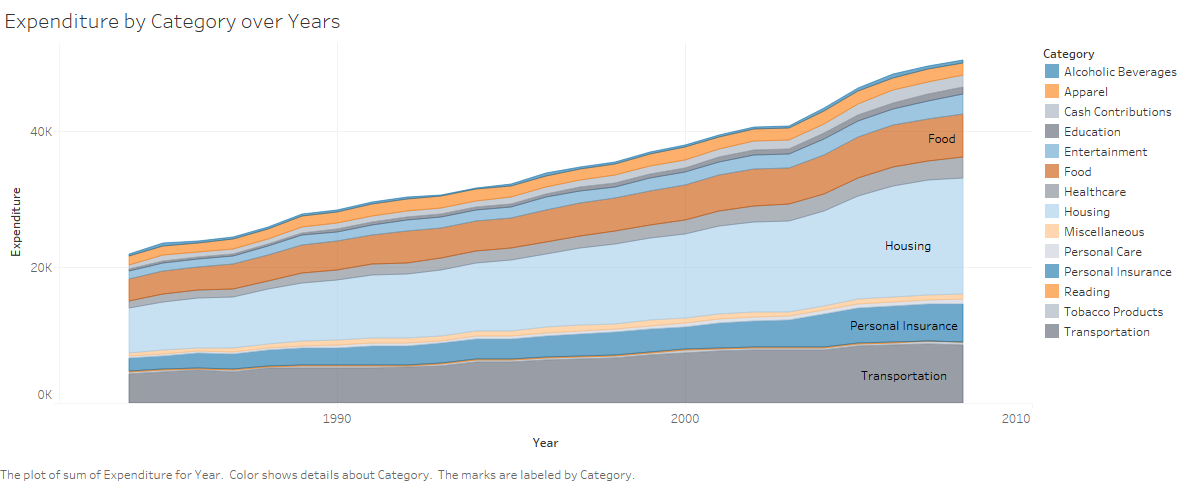 Expenditure by Category over Years
Category
Alcoholic Beverages
Apparel
Cash Contributions
Education
Entertainment
Food
Healthcare
Housing
Miscellaneous
Personal Care
Personal Insurance
Reading
Tobacco Products
Transportation
Expenditure
40K
20K
0K
Food
Housing
Personal Insurance
Transportation
1990
2000
2010
Year
The plot of sum of Expenditure for Year.  Color shows details about Category.  The marks are labeled by Category.